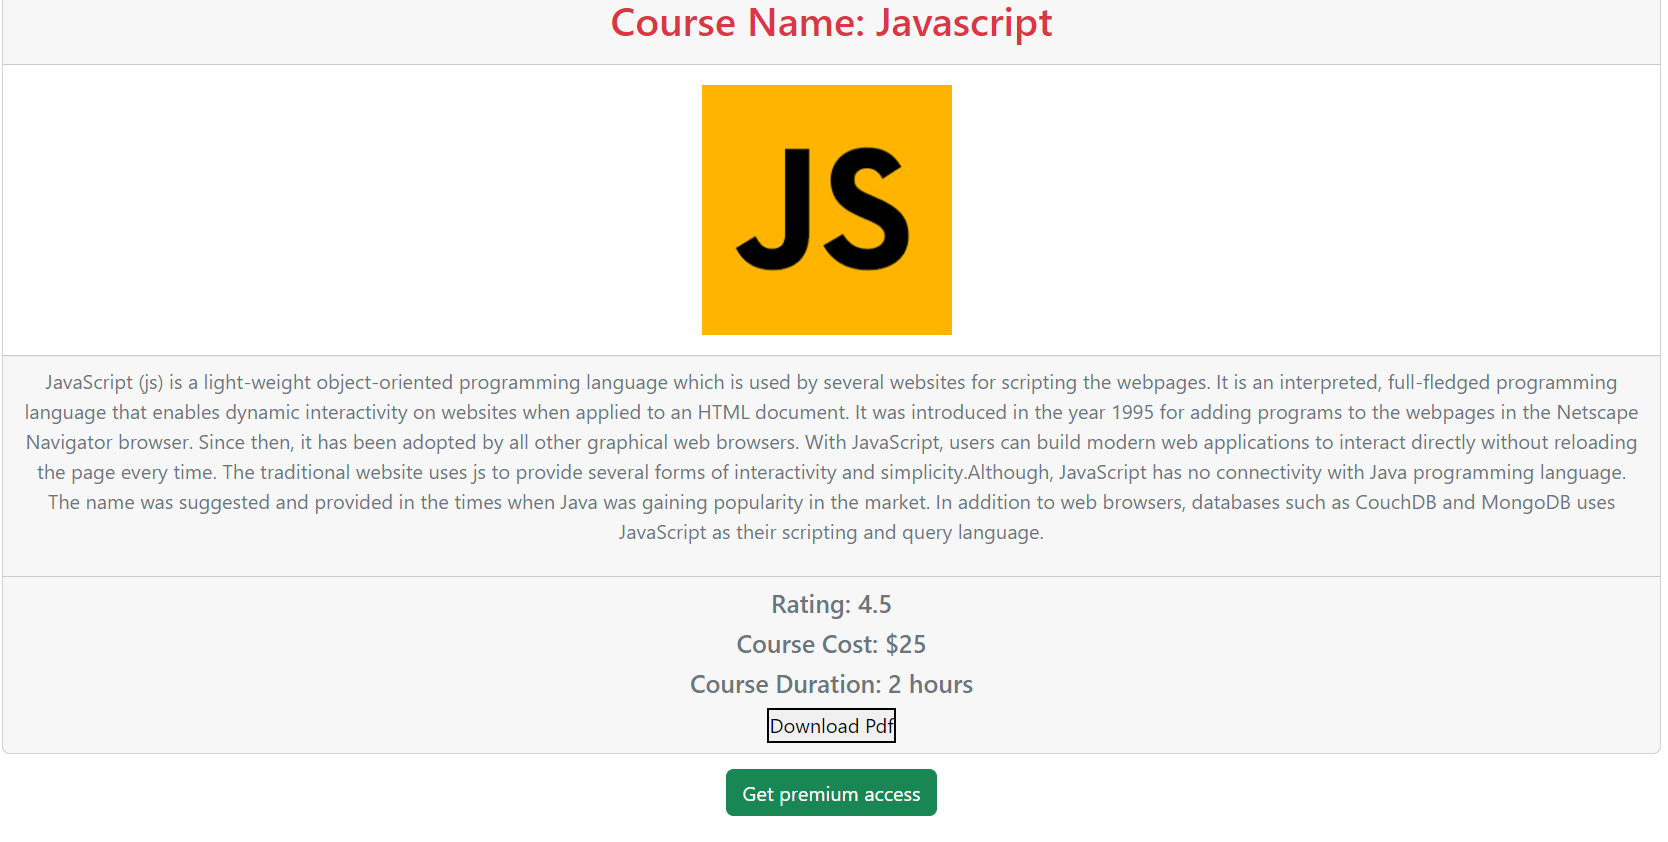 Course Name: Javascript
JS
JavaScript (js) is a light-weight object-oriented programming language which is used by several websites for scripting the webpages. It is an interpreted, full-fledged programming
language that enables dynamic interactivity on websites when applied to an HTML document. It was introduced in the year 1995 for adding programs to the webpages in the Netscape
Navigator browser. Since then, it has been adopted by all other graphical web browsers. With JavaScript, users can build modern web applications to interact directly without reloading
the page every time. The traditional website uses js to provide several forms of interactivity and simplicity.Although, JavaScript has no connectivity with Java programming language.
The name was suggested and provided in the times when Java was gaining popularity in the market. In addition to web browsers, databases such as CouchDB and MongoDB uses
JavaScript as their scripting and query language.
Rating: 4.5
Course Cost: $25
Course Duration: 2 hours
Download Pdf
Get premium access